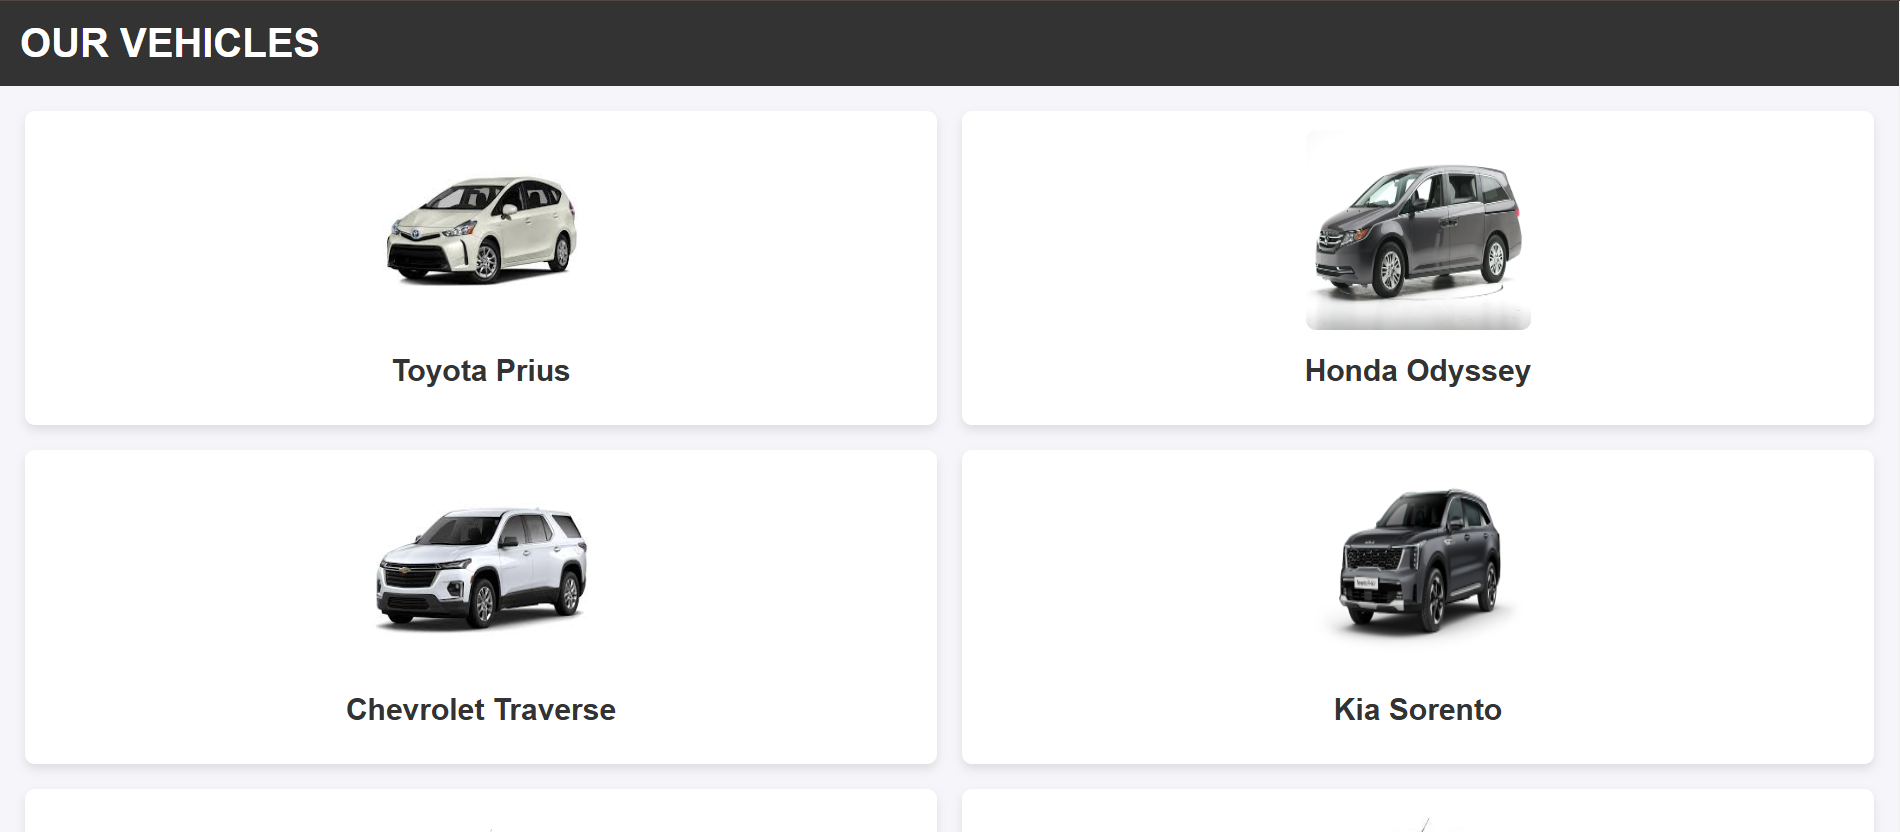 OUR VEHICLES
Toyota Prius
Honda Odyssey
Chevrolet Traverse
Kia Sorento